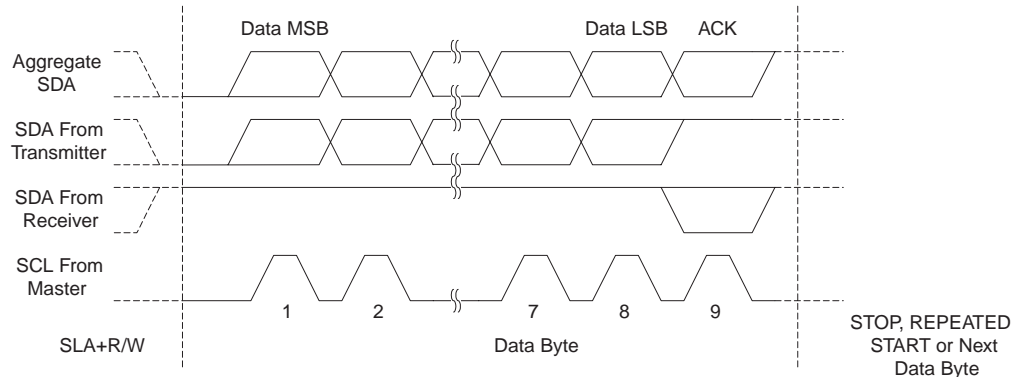 Data MSB
Data LSB
ACK
Aggregate
SDA
SDA From
Transmitter
SDA From
Receiver
SCL From
Master
1
2
7
8
9
SLA+R/W
Data Byte
STOP, REPEATED
START or Next
Data Byte